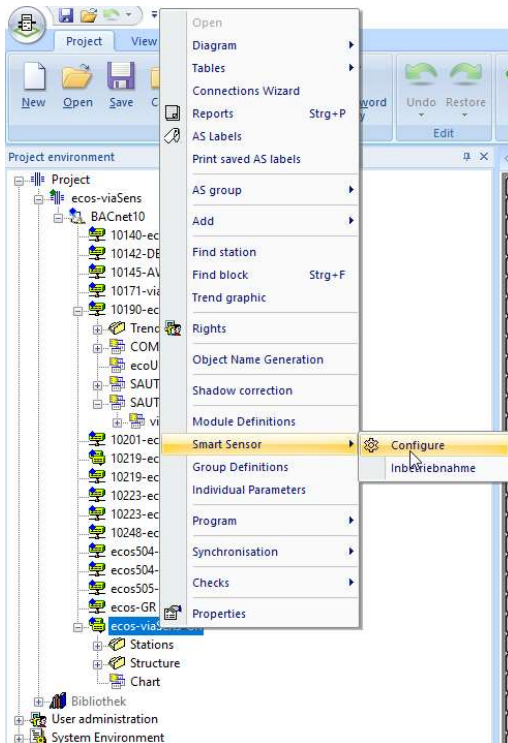 Project View
New Open Save
Undo Restore
Edit
Open
Diagram
Tables
Connections Wizard
Reports Strg+P
AS Labels
Print saved AS labels
AS group
Add
Find station
Find block Strg+F
Trend graphic
Rights
Object Name Generation
Shadow correction
Module Definitions
Smart Sensor
Group Definitions
Individual Parameters
Program
Synchronisation
Checks
Properties
Configure
Inbetriebnahme
Project environment
Project
ecos-viaSens
BACnet10
10140-ec
10142-DE
10145-AV
10171-via
10190-ec
Trend
COM
ecoU
SAUT
SAUT
vi
10201-ec
10219-ec
10219-ec
10223-ec
10223-ec
10248-ec
ecos504-
ecos504-
ecos505-
ecos-GR
ecos-viaSens-GR
Stations
Structure
Chart
Bibliothek
User administration
System Environment